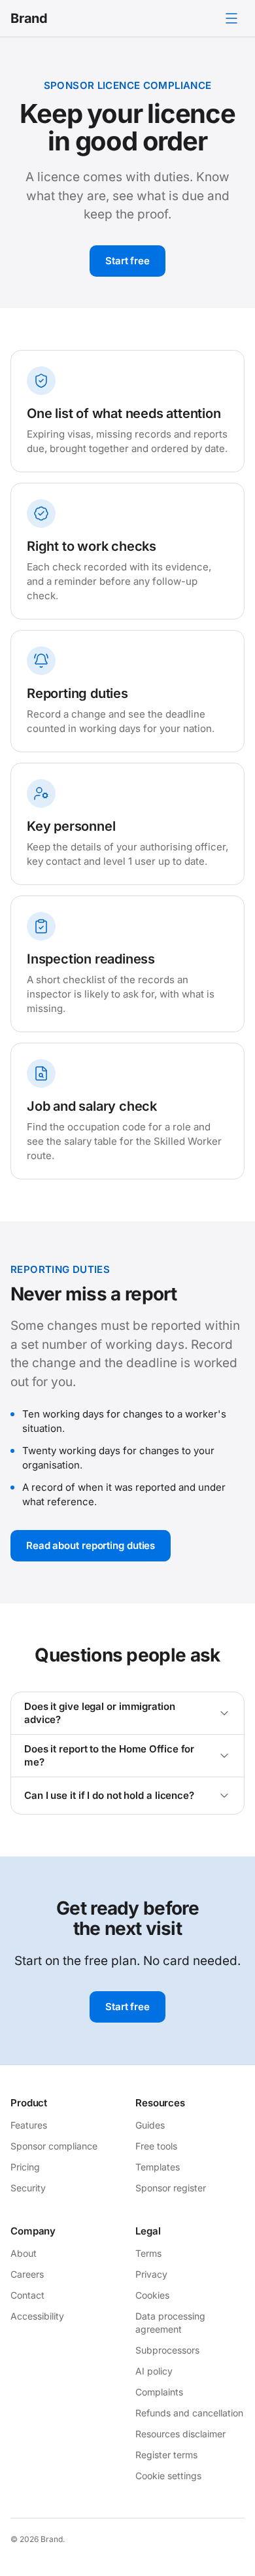 Brand
SPONSOR LICENCE COMPLIANCE
Keep your licence
in good order
A licence comes with duties. Know
what they are, see what is due and
keep the proof.
Start free
One list of what needs attention
Expiring visas, missing records and reports
due, brought together and ordered by date.
Right to work checks
Each check recorded with its evidence,
and a reminder before any follow-up
check.
Reporting duties
Record a change and see the deadline
counted in working days for your nation.
Key personnel
Keep the details of your authorising officer,
key contact and level 1 user up to date.
Inspection readiness
A short checklist of the records an
inspector is likely to ask for, with what is
missing.
Job and salary check
Find the occupation code for a role and
see the salary table for the Skilled Worker
route.
REPORTING DUTIES
Never miss a report
Some changes must be reported within
a set number of working days. Record
the change and the deadline is worked
out for you.
Ten working days for changes to a worker's
situation.
Twenty working days for changes to your
organisation.
A record of when it was reported and under
what reference.
Read about reporting duties
Questions people ask
Does it give legal or immigration
advice?
Does it report to the Home Office for
me?
Can I use it if I do not hold a licence?
Get ready before
the next visit
Start on the free plan. No card needed.
Start free
Product
Features
Sponsor compliance
Pricing
Security
Resources
Guides
Free tools
Templates
Sponsor register
Company
About
Careers
Contact
Accessibility
Legal
Terms
Privacy
Cookies
Data processing
agreement
Subprocessors
AI policy
Complaints
Refunds and cancellation
Resources disclaimer
Register terms
Cookie settings
© 2026 Brand.